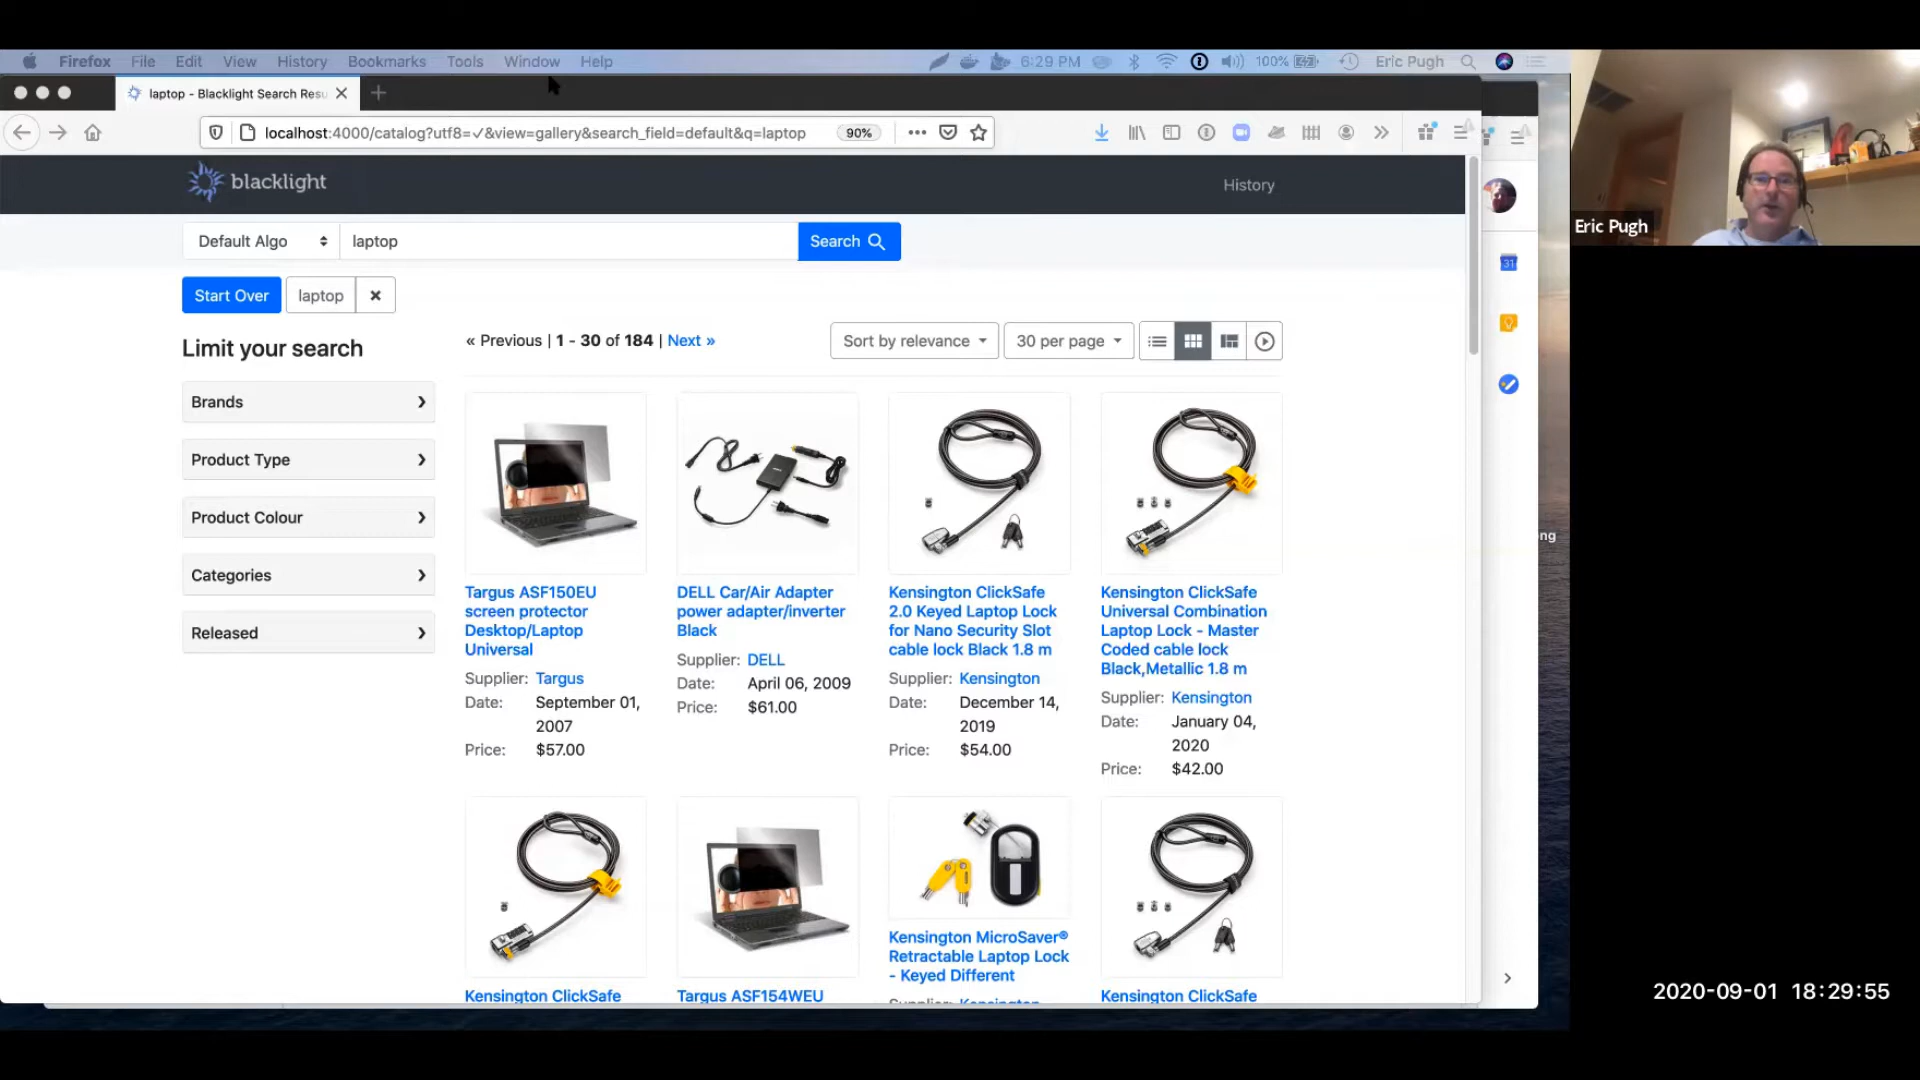 Firefox File Edit View History Bookmarks Tools Window Help 6:29 PM 100% Eric Pugh
laptop - Blacklight Search Resu
localhost:4000/catalog?utf8=✓&view=gallery&search_field=default&q=laptop 90%
blacklight
History
Default Algo laptop Search
Start Over laptop
Limit your search
Brands
Product Type
Product Colour
Categories
Released
« Previous | 1 - 30 of 184 | Next »
Sort by relevance 30 per page
Targus ASF150EU
screen protector
Desktop/Laptop
Universal
Supplier: Targus
Date: September 01,
2007
Price: $57.00
DELL Car/Air Adapter
power adapter/inverter
Black
Supplier: DELL
Date: April 06, 2009
Price: $61.00
Kensington ClickSafe
2.0 Keyed Laptop Lock
for Nano Security Slot
cable lock Black 1.8 m
Supplier: Kensington
Date: December 14,
2019
Price: $54.00
Kensington ClickSafe
Universal Combination
Laptop Lock - Master
Coded cable lock
Black,Metallic 1.8 m
Supplier: Kensington
Date: January 04,
2020
Price: $42.00
Kensington ClickSafe
Targus ASF154WEU
Kensington MicroSaver®
Retractable Laptop Lock
- Keyed Different
Supplier: Kensington
Kensington ClickSafe
31
ng
Eric Pugh
2020-09-01 18:29:55